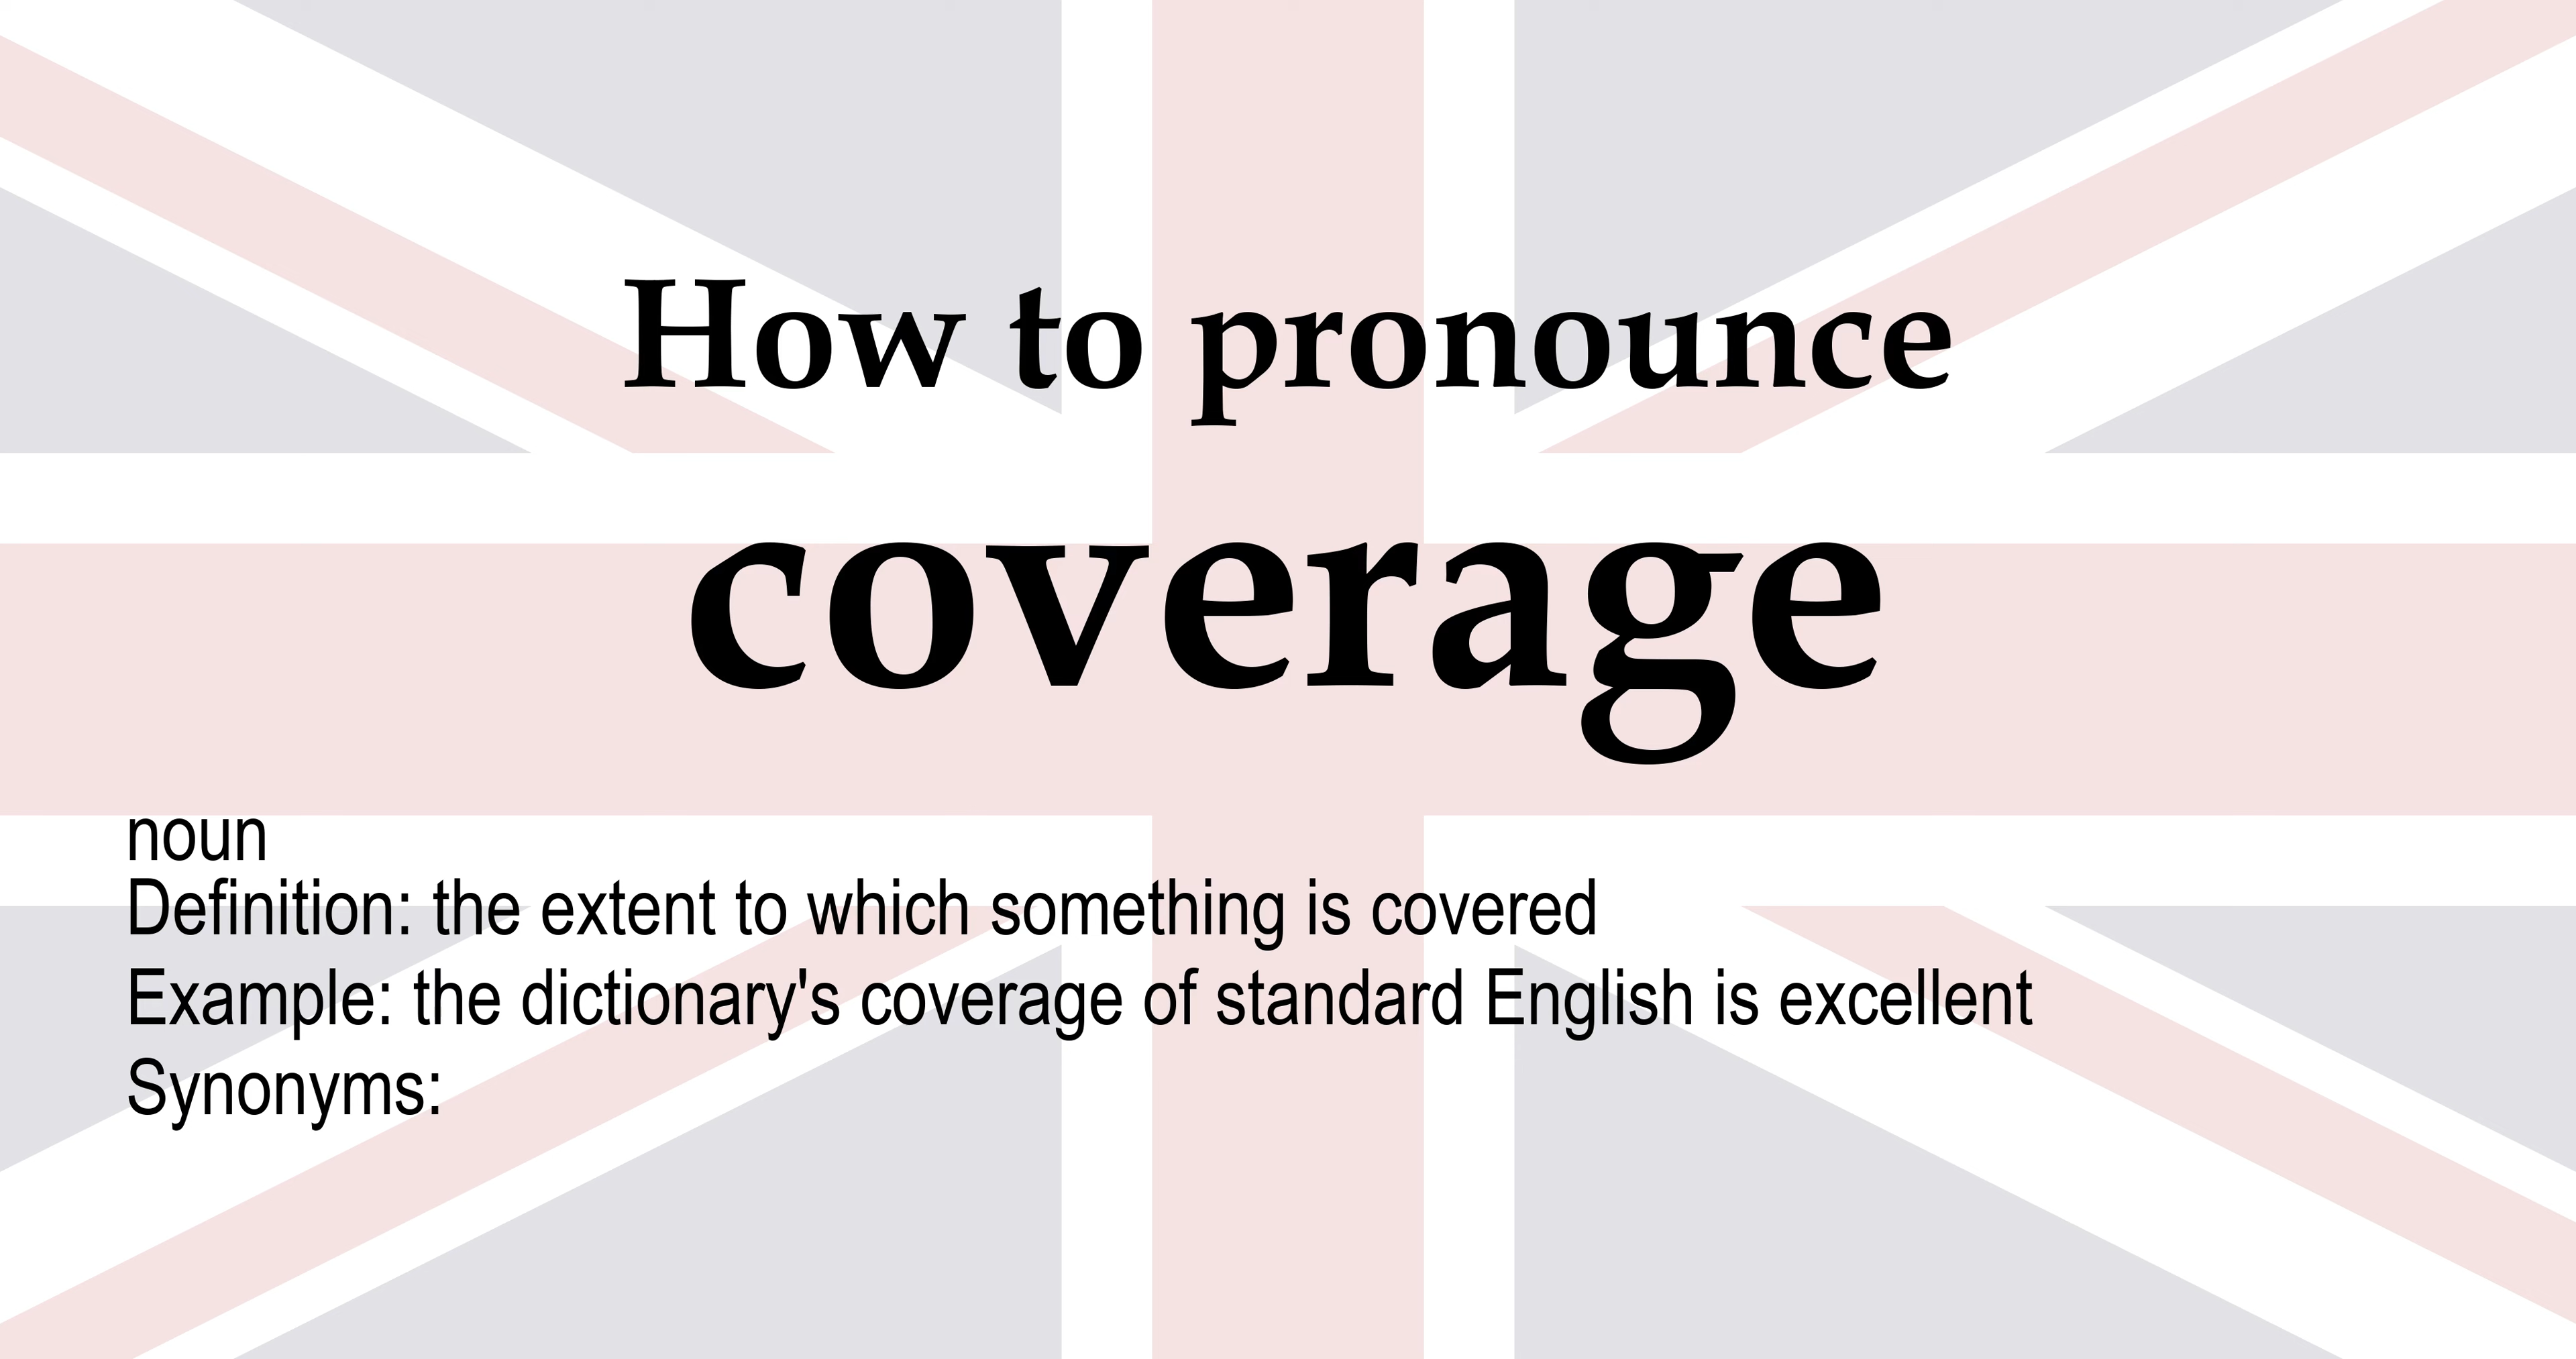 How to pronounce
coverage
noun
Definition: the extent to which something is covered
Example: the dictionary's coverage of standard English is excellent
Synonyms: